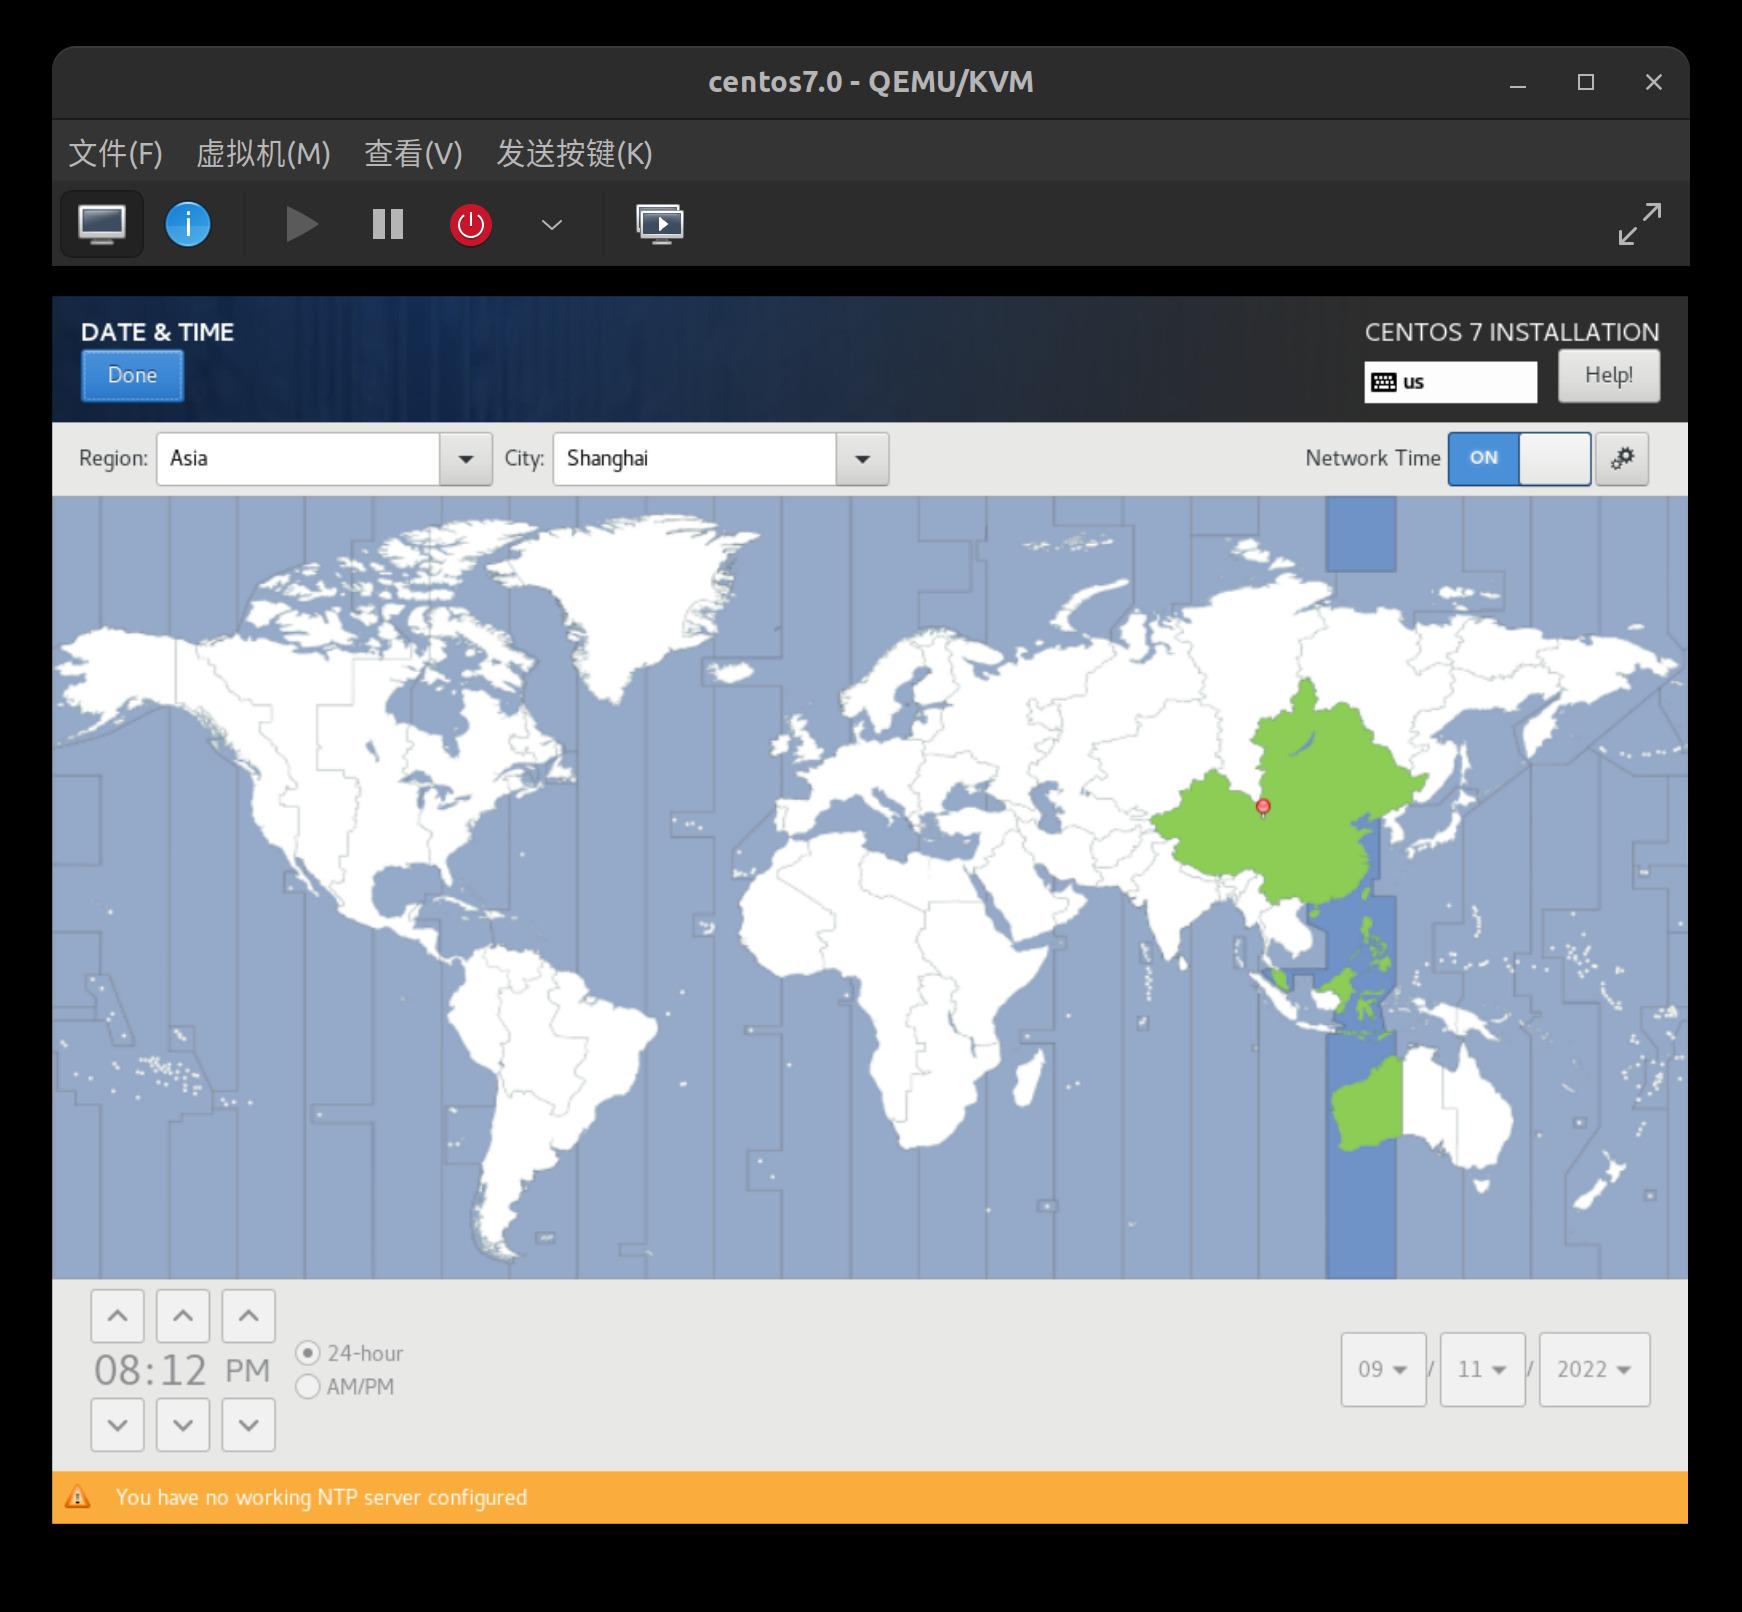 centos7.0 - QEMU/KVM
文件(F) 虚拟机(M) 查看(V) 发送按键(K)
DATE & TIME
CENTOS 7 INSTALLATION
Done
us
Help!
Region: Asia City: Shanghai Network Time ON
08:12 PM
24-hour
AM/PM
09 / 11 / 2022
You have no working NTP server configured